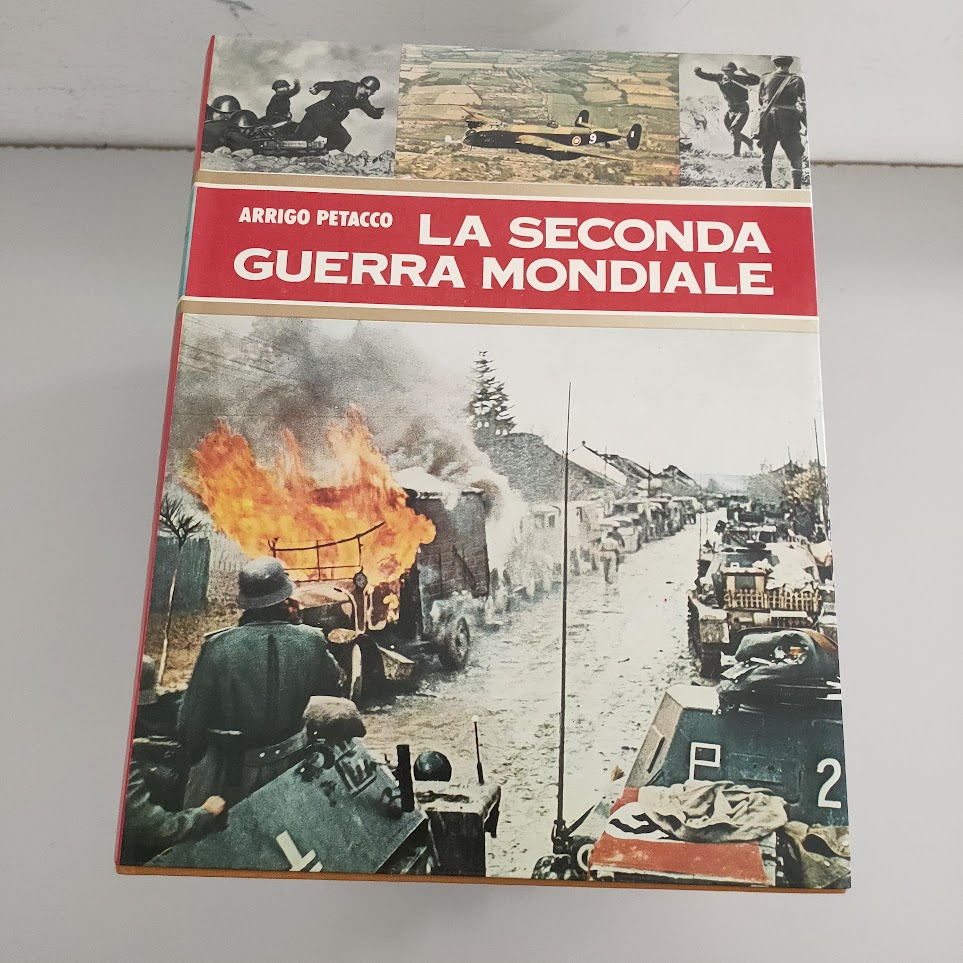 ARRIGO PETACCO LA SECONDA
GUERRA MONDIALE
9
P 2